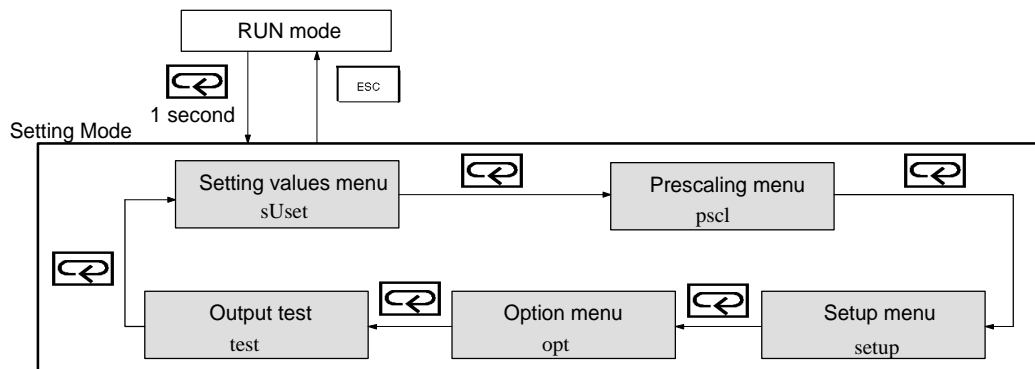 RUN mode
ESC
1 second
Setting Mode
Setting values menu
sUset
Prescaling menu
pscl
Output test
test
Option menu
opt
Setup menu
setup